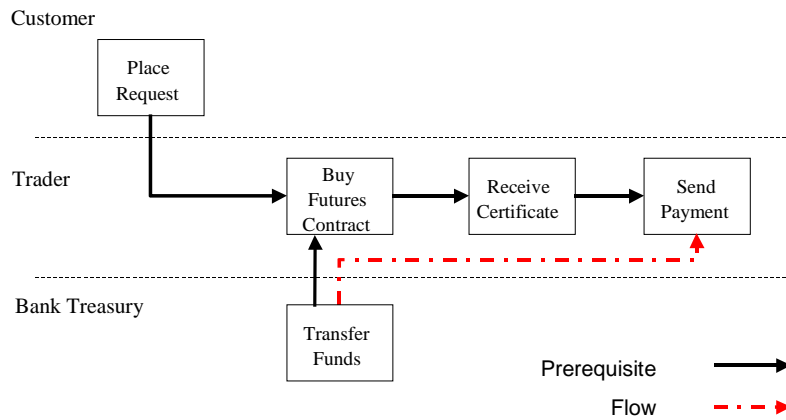 Customer
Place
Request
Trader
Buy
Futures
Contract
Receive
Certificate
Send
Payment
Bank Treasury
Transfer
Funds
Prerequisite
Flow